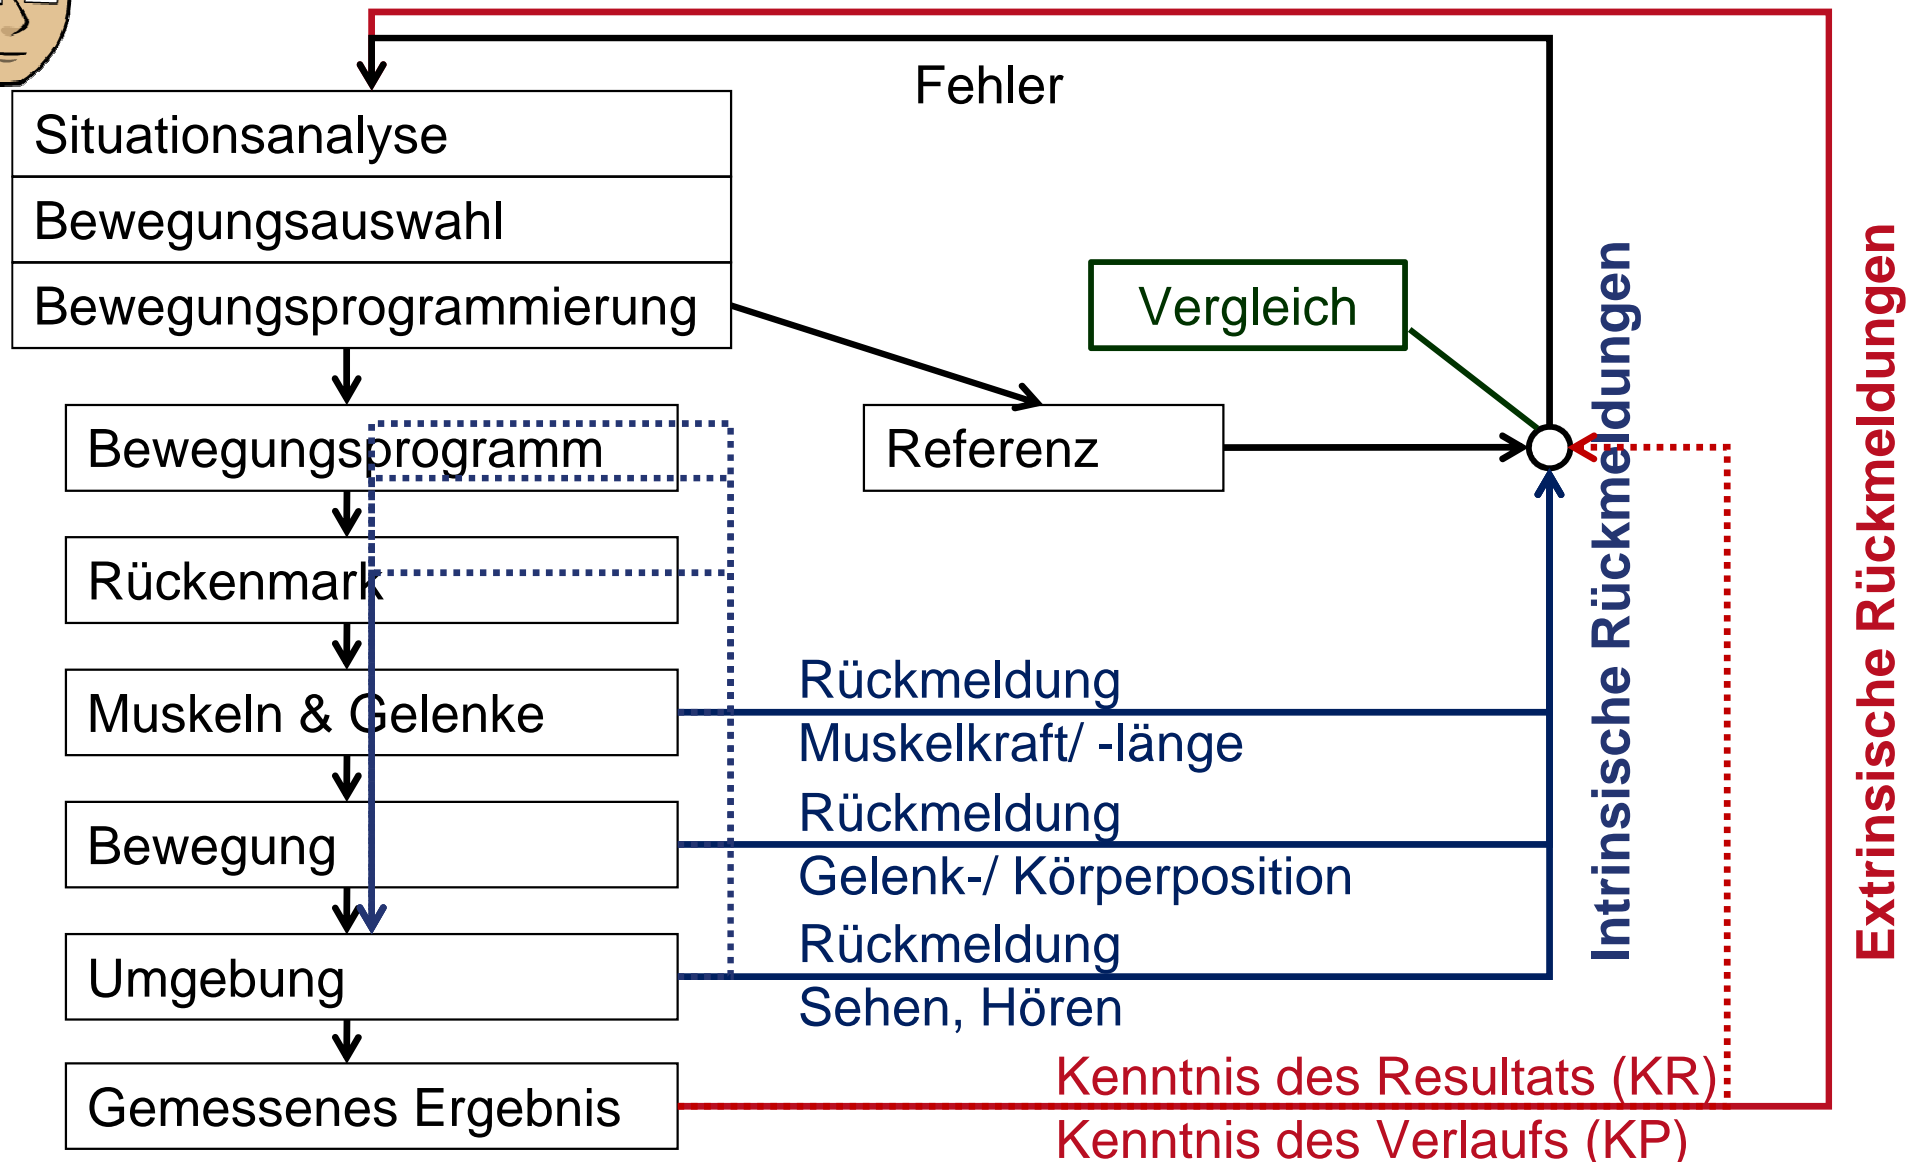 Fehler
Situationsanalyse
Bewegungsauswahl
Bewegungsprogrammierung
Vergleich
Bewegungsprogramm
Referenz
Rückenmark
Muskeln & Gelenke
Rückmeldung
Muskelkraft/ -länge
Bewegung
Rückmeldung
Gelenk-/ Körperposition
Umgebung
Rückmeldung
Sehen, Hören
Gemessenes Ergebnis
Kenntnis des Resultats (KR)
Kenntnis des Verlaufs (KP)
Intrinsische Rückmeldungen
Extrinsische Rückmeldungen